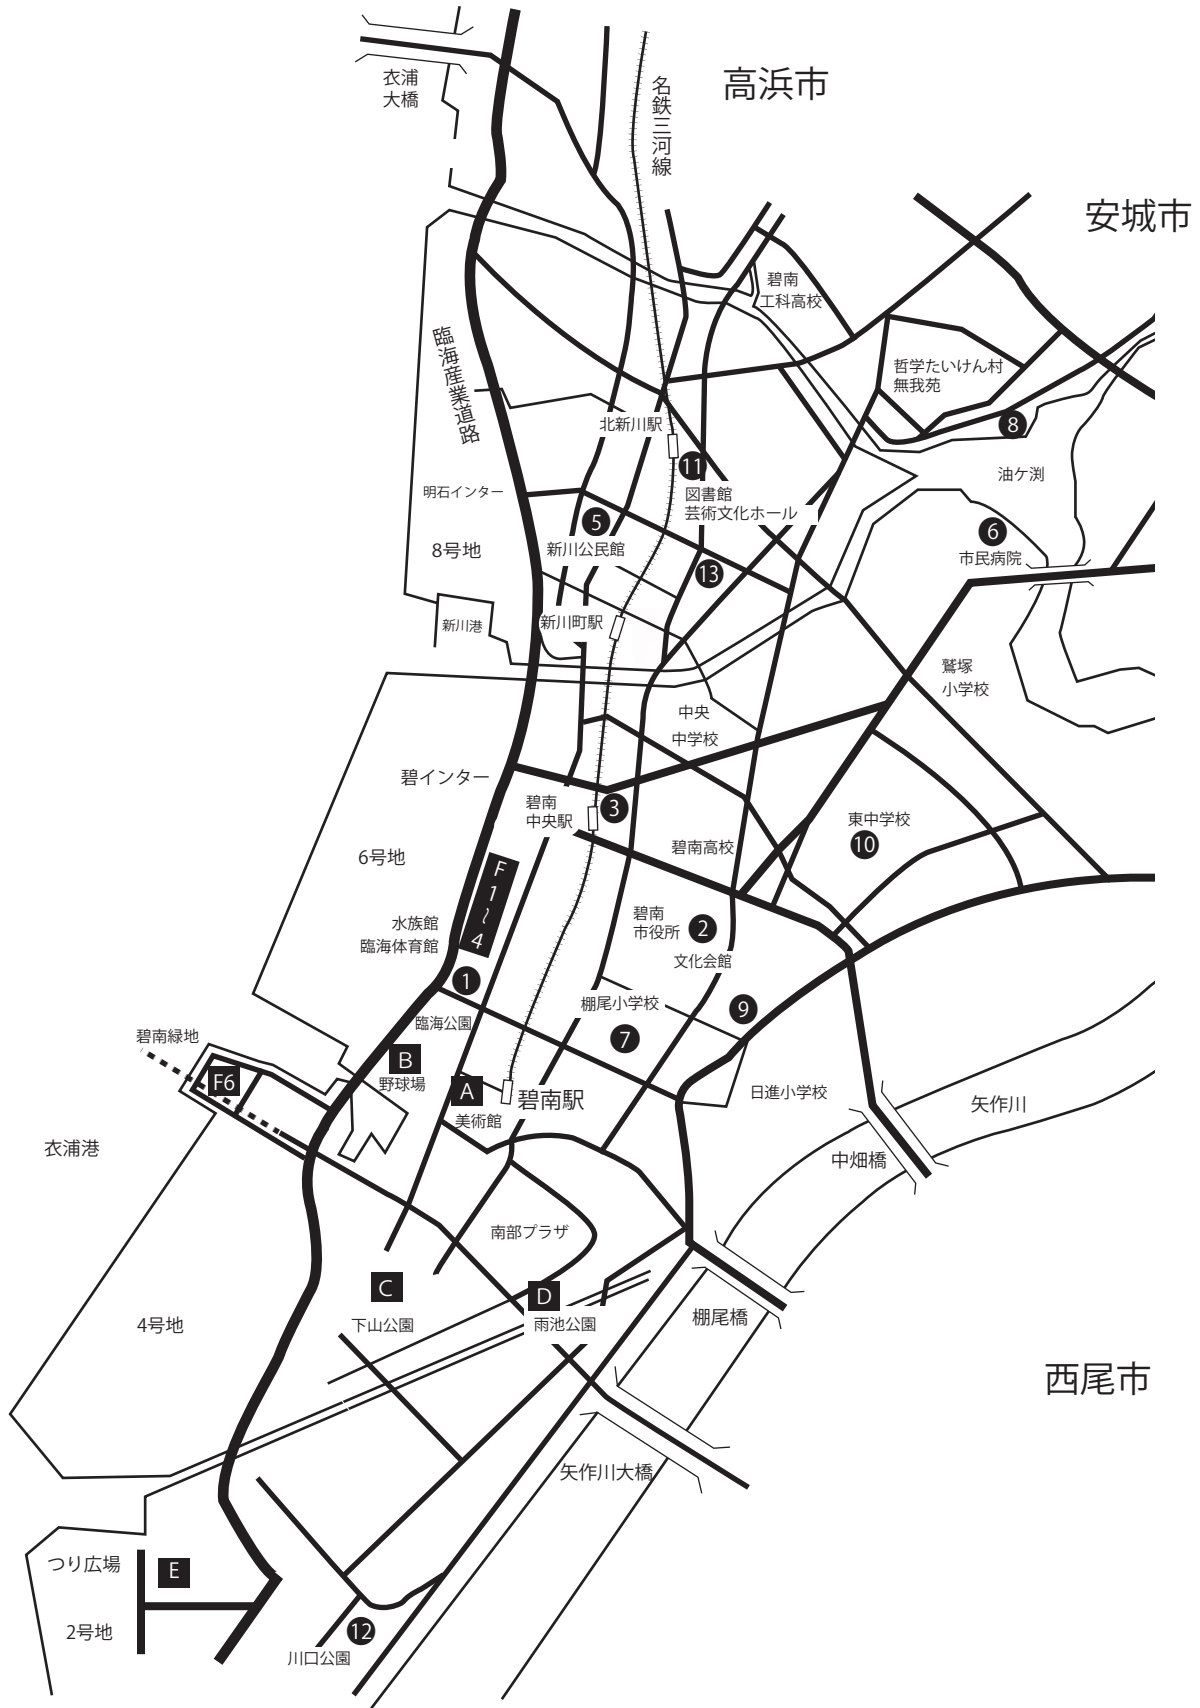 高浜市
衣浦
大橋
名鉄三河線
安城市
碧南
工科高校
臨海産業道路
哲学たいけん村
無我苑
8
北新川駅
11
油ケ渕
明石インター
図書館
芸術文化ホール
5
6
新川公民館
8号地
市民病院
13
新川町駅
新川港
鷲塚
小学校
中央
中学校
碧インター
碧南
中央駅
3
東中学校
10
碧南高校
6号地
F
1
〜
4
碧南
市役所
2
水族館
臨海体育館
文化会館
1
棚尾小学校
9
臨海公園
7
碧南緑地
B
野球場
F6
A
碧南駅
日進小学校
矢作川
美術館
衣浦港
中畑橋
南部プラザ
C
D
下山公園
雨池公園
棚尾橋
4号地
西尾市
矢作川大橋
つり広場
E
2号地
12
川口公園